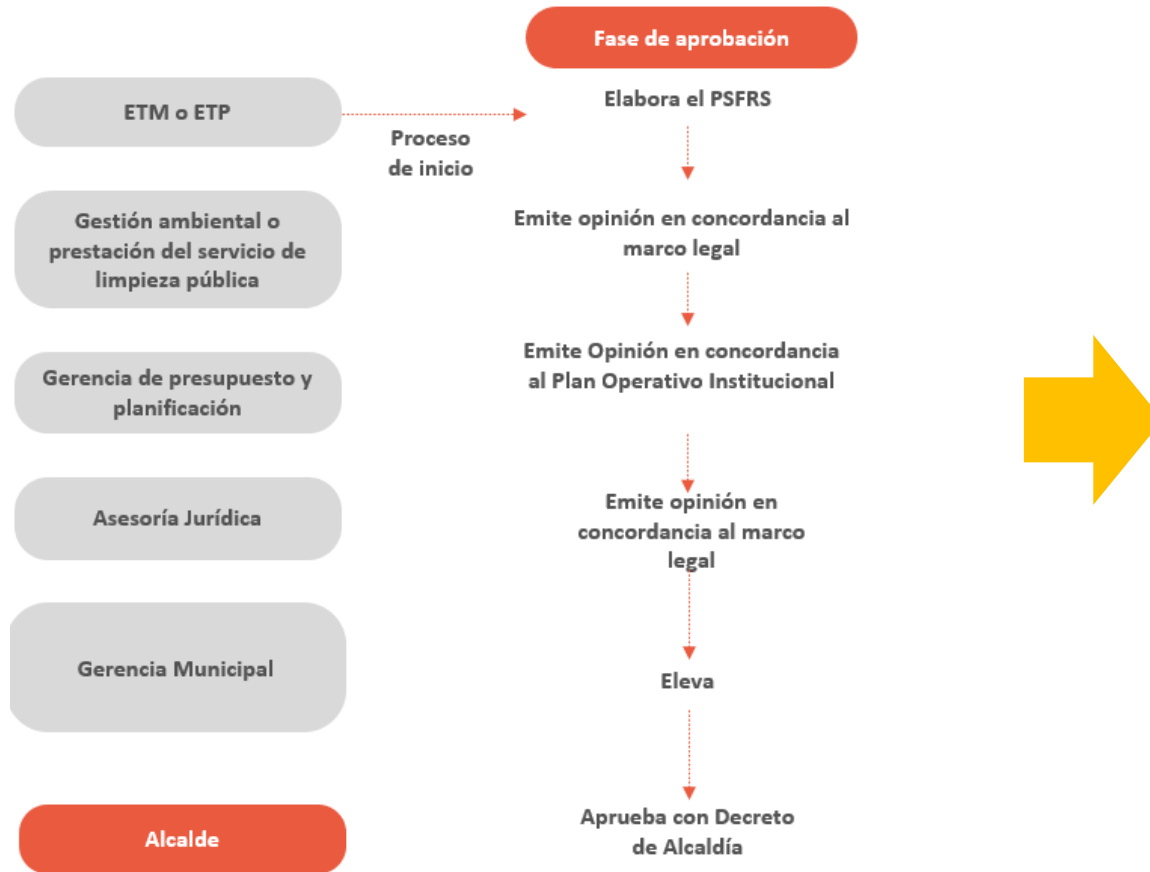 Fase de aprobación
ETM o ETP
Proceso
de inicio
Elabora el PSFRS
Gestión ambiental o
prestación del servicio de
limpieza pública
Emite opinión en concordancia al
marco legal
Gerencia de presupuesto y
planificación
Emite Opinión en concordancia
al Plan Operativo Institucional
Asesoría Jurídica
Emite opinión en
concordancia al marco
legal
Gerencia Municipal
Eleva
Alcalde
Aprueba con Decreto
de Alcaldía